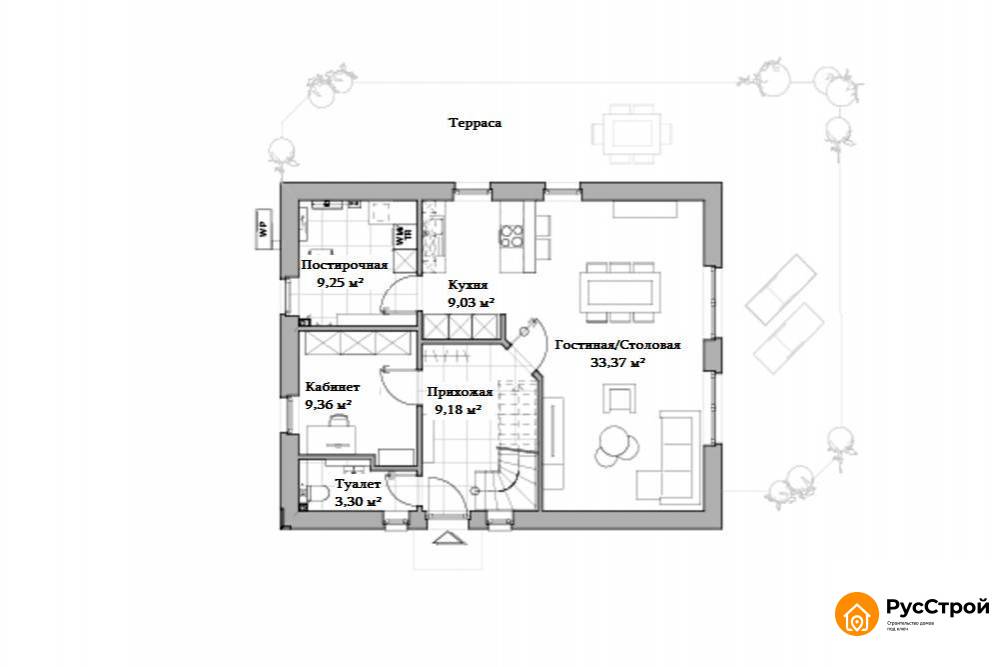 Терраса
WP
WM
TR
Постирочная
9,25 м²
Кухня
9,03 м²
Гостиная/Столовая
33,37 м²
Кабинет
9,36 м²
Прихожая
9,18 м²
Туалет
3,30 м²
РусСтрой
Строительство домов
под ключ